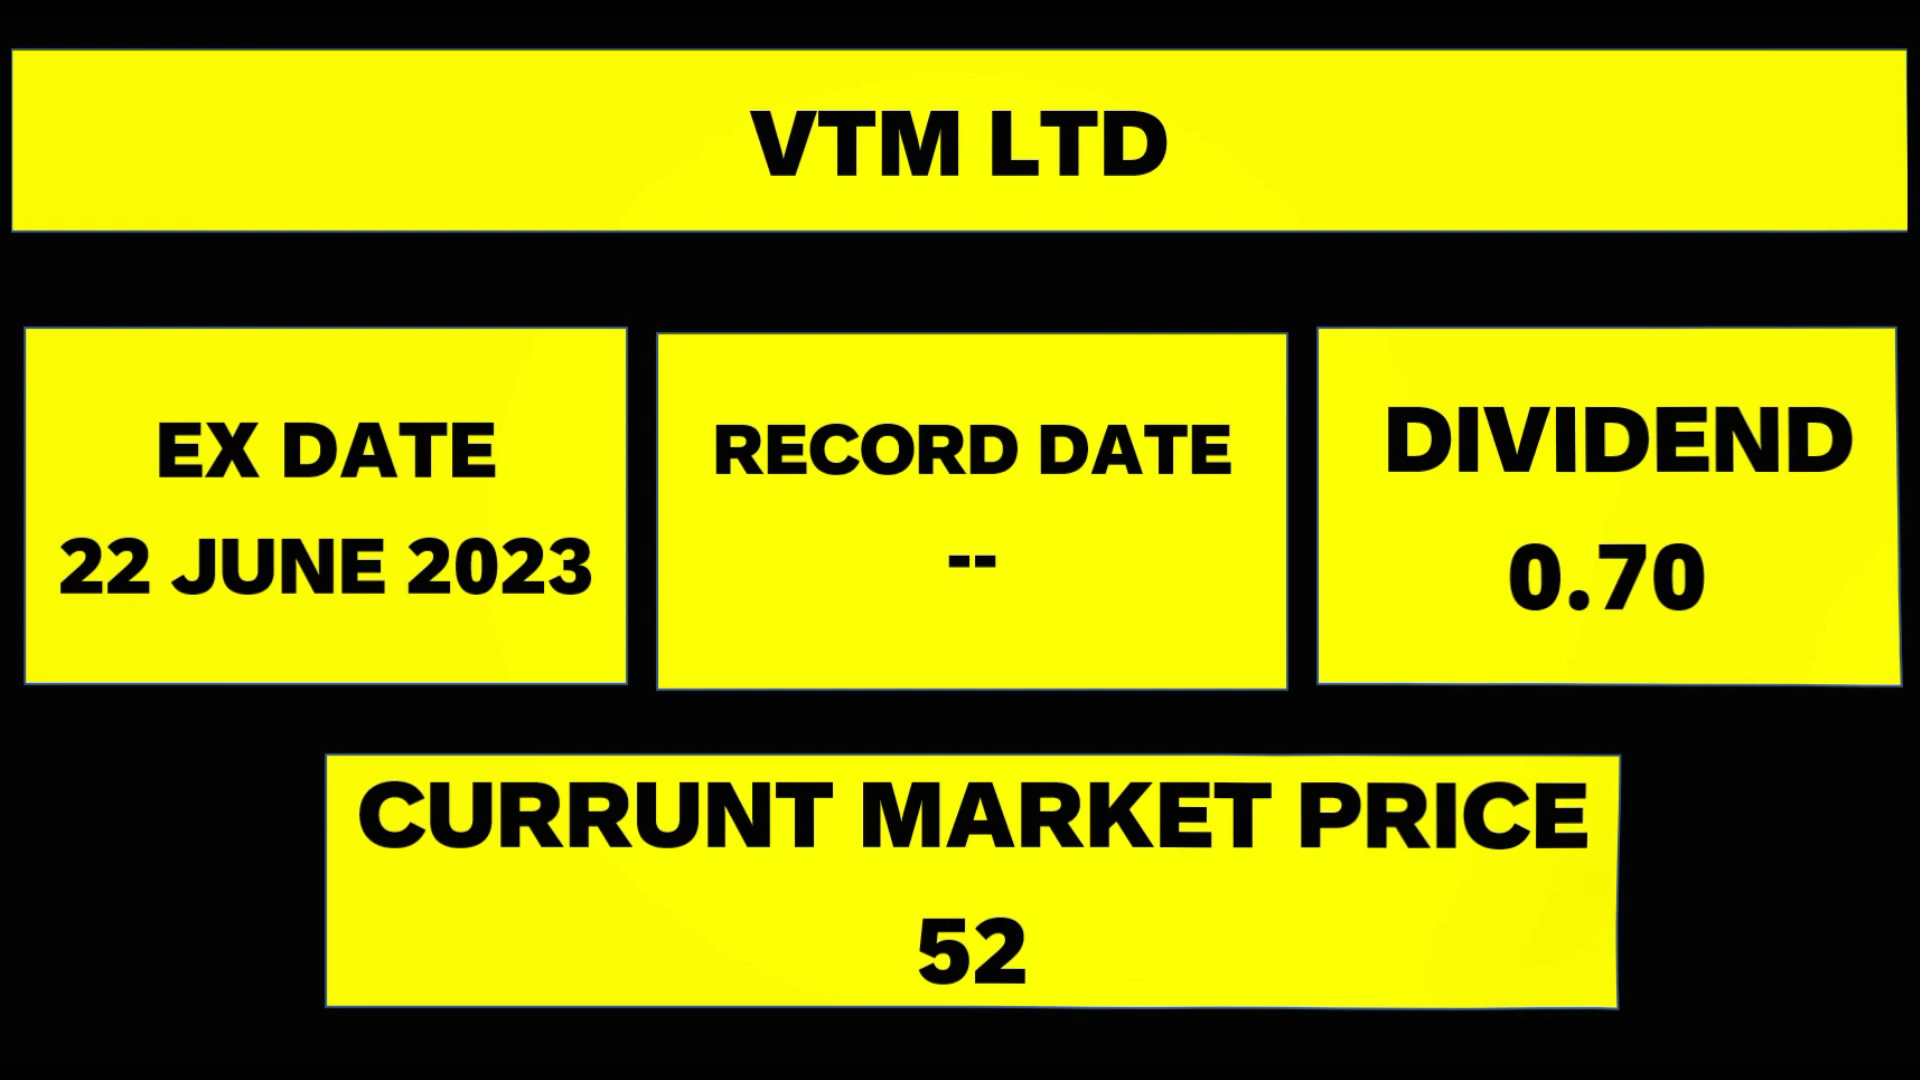 VTM LTD
EX DATE
22 JUNE 2023
RECORD DATE
--
DIVIDEND
0.70
CURRUNT MARKET PRICE
52